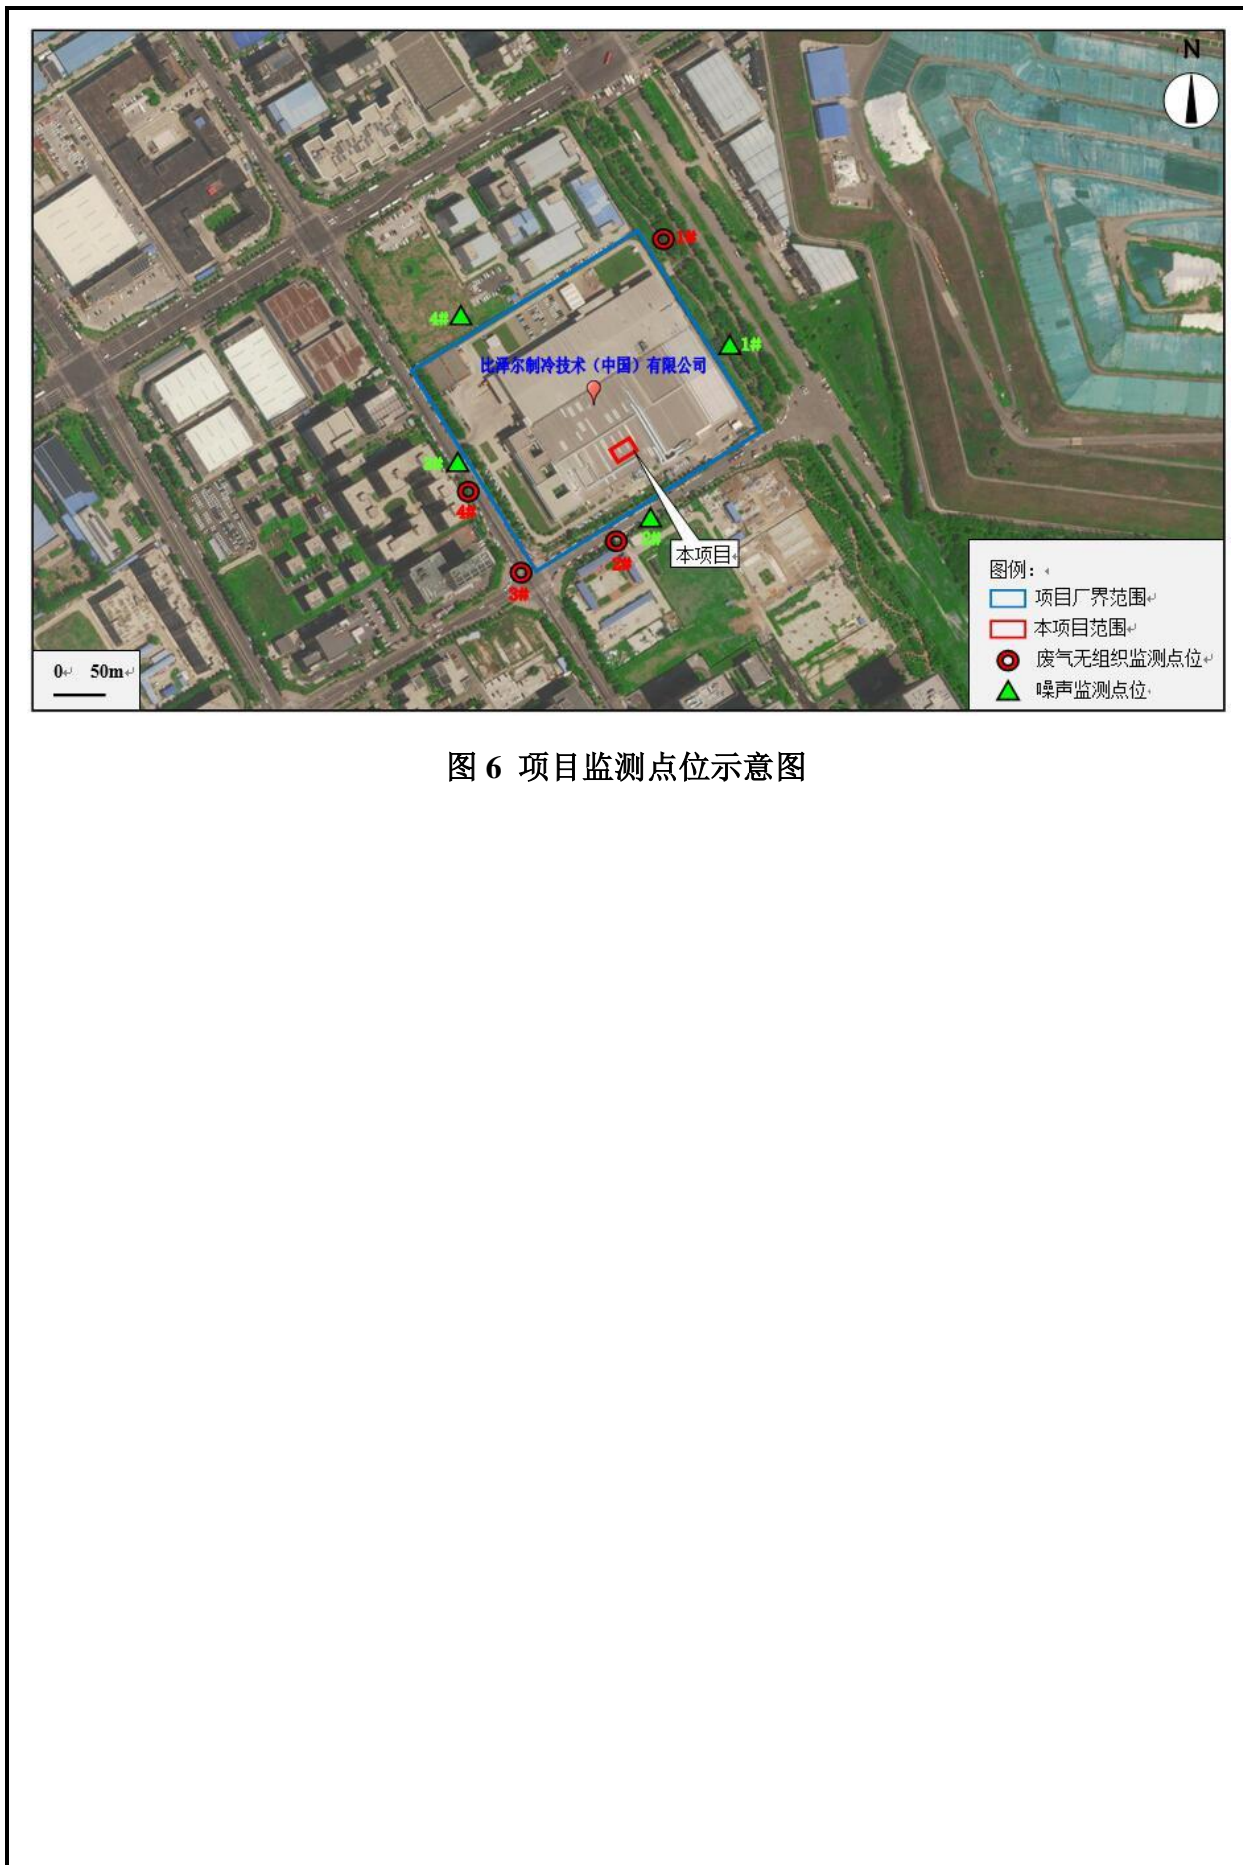 N
1#
4#
1#
比泽尔制冷技术（中国）有限公司
3#
4#
2#
2#
本项目
3#
图例：
项目厂界范围
本项目范围
废气无组织监测点位
噪声监测点位
0 50m
图 6 项目监测点位示意图